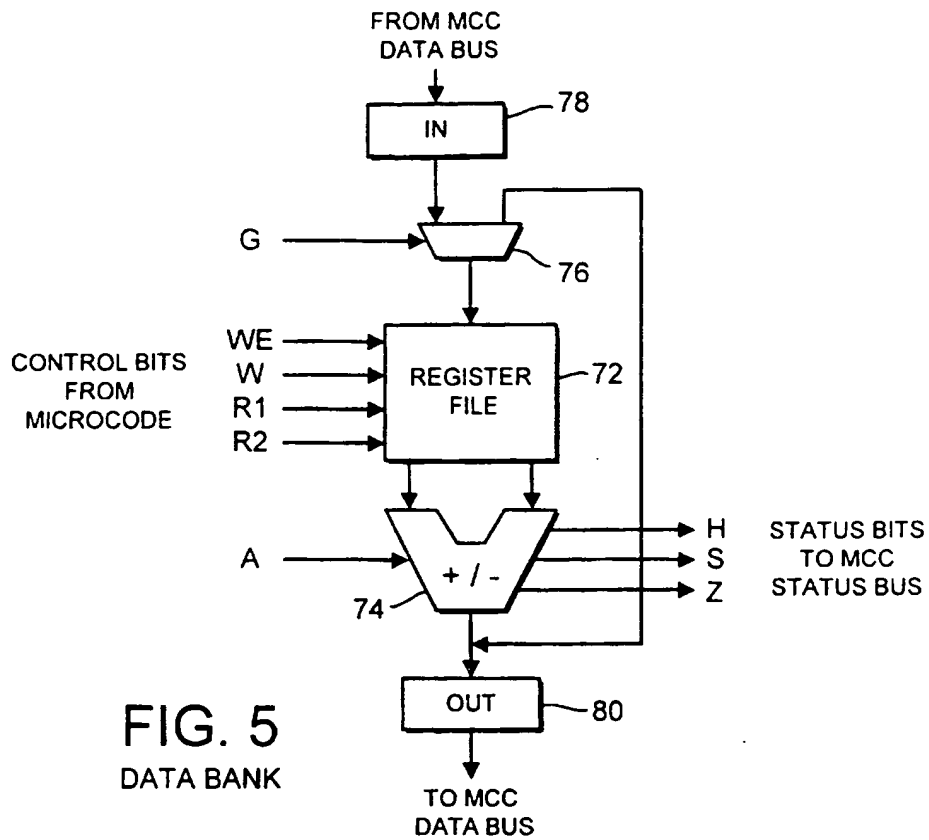 FROM MCC
DATA BUS
IN
78
G
76
CONTROL BITS
FROM
MICROCODE
WE
W
R1
R2
REGISTER
FILE
72
A
+ / -
74
H
S
Z
STATUS BITS
TO MCC
STATUS BUS
OUT
80
FIG. 5
DATA BANK
TO MCC
DATA BUS